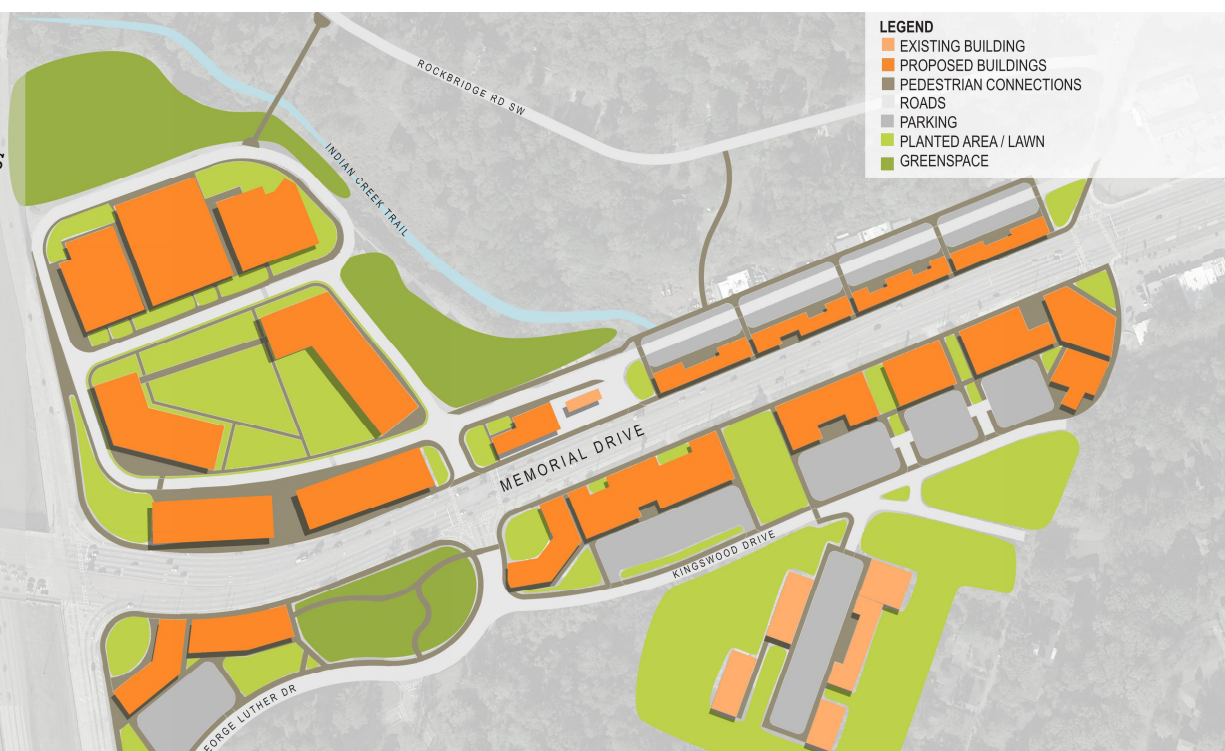 LEGEND
EXISTING BUILDING
PROPOSED BUILDINGS
PEDESTRIAN CONNECTIONS
ROADS
PARKING
PLANTED AREA / LAWN
GREENSPACE
ROCKBRIDGE RD SW
INDIAN CREEK TRAIL
MEMORIAL DRIVE
KINGSWOOD DRIVE
EORGE LUTHER DR